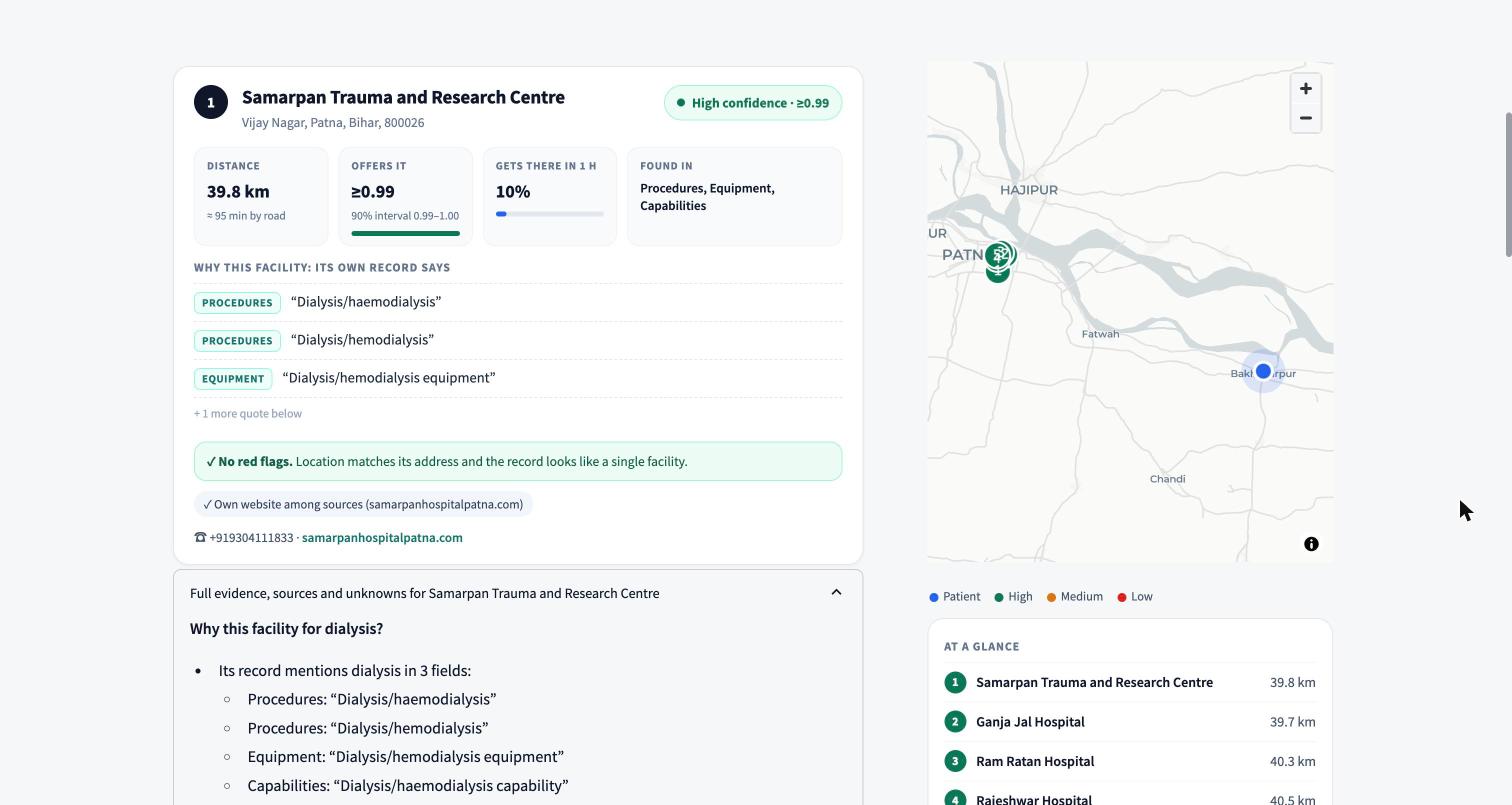 1
Samarpan Trauma and Research Centre
Vijay Nagar, Patna, Bihar, 800026
High confidence · ≥0.99
DISTANCE
39.8 km
≈ 95 min by road
OFFERS IT
≥0.99
90% interval 0.99–1.00
GETS THERE IN 1 H
10%
FOUND IN
Procedures, Equipment,
Capabilities
WHY THIS FACILITY: ITS OWN RECORD SAYS
PROCEDURES “Dialysis/haemodialysis”
PROCEDURES “Dialysis/hemodialysis”
EQUIPMENT “Dialysis/hemodialysis equipment”
+ 1 more quote below
✓ No red flags. Location matches its address and the record looks like a single facility.
✓ Own website among sources (samarpanhospitalpatna.com)
☎ +919304111833 · samarpanhospitalpatna.com
Full evidence, sources and unknowns for Samarpan Trauma and Research Centre
Why this facility for dialysis?
• Its record mentions dialysis in 3 fields:
○ Procedures: “Dialysis/haemodialysis”
○ Procedures: “Dialysis/hemodialysis”
○ Equipment: “Dialysis/hemodialysis equipment”
○ Capabilities: “Dialysis/haemodialysis capability”
+
−
HAJIPUR
UR
PATN
Fatwah
Chandi
Patient High Medium Low
AT A GLANCE
1 Samarpan Trauma and Research Centre 39.8 km
2 Ganja Jal Hospital 39.7 km
3 Ram Ratan Hospital 40.3 km
4 Rajeshwar Hospital 40.5 km